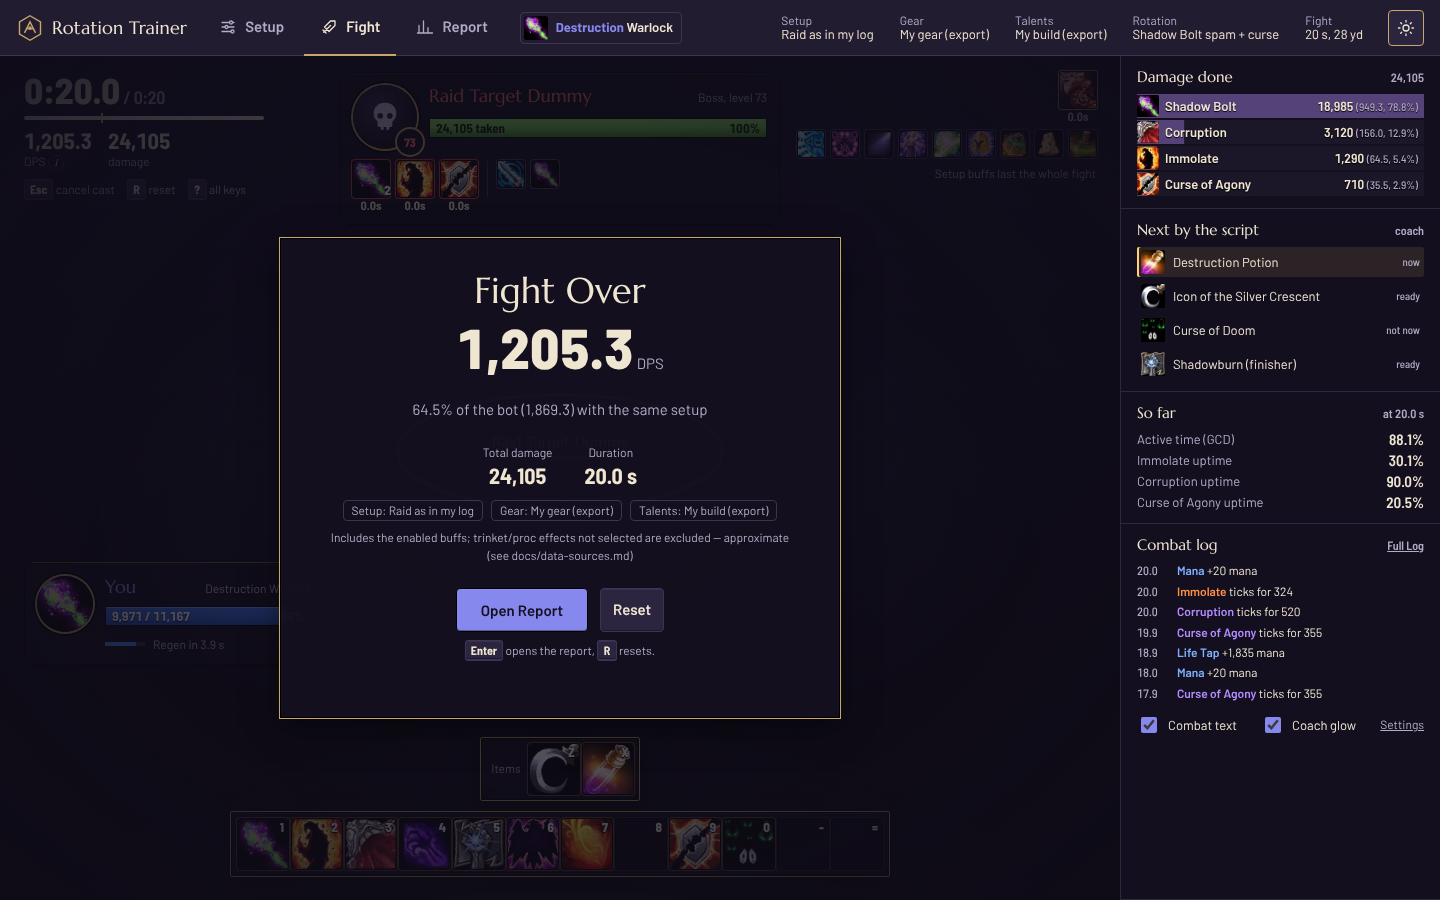 Rotation Trainer
Setup
Fight
Report
Destruction Warlock
Setup
Raid as in my log
Gear
My gear (export)
Talents
My build (export)
Rotation
Shadow Bolt spam + curse
Fight
20 s, 28 yd
0:20.0 / 0:20
1,205.3 24,105
DPS i damage
Esc cancel cast R reset ? all keys
Raid Target Dummy
Boss, level 73
24,105 taken 100%
73
2
0.0s 0.0s 0.0s
0.0s
Setup buffs last the whole fight
Fight Over
1,205.3 DPS
64.5% of the bot (1,869.3) with the same setup
Total damage Duration
24,105 20.0 s
Setup: Raid as in my log Gear: My gear (export) Talents: My build (export)
Includes the enabled buffs; trinket/proc effects not selected are excluded — approximate
(see docs/data-sources.md)
Open Report Reset
Enter opens the report, R resets.
You
Destruction W
9,971 / 11,167
Regen in 3.9 s
Items
2
1 2 3 4 5 6 7 8 9 0 - =
Damage done 24,105
Shadow Bolt 18,985 (949.3, 78.8%)
Corruption 3,120 (156.0, 12.9%)
Immolate 1,290 (64.5, 5.4%)
Curse of Agony 710 (35.5, 2.9%)
Next by the script coach
Destruction Potion now
Icon of the Silver Crescent ready
Curse of Doom not now
Shadowburn (finisher) ready
So far at 20.0 s
Active time (GCD) 88.1%
Immolate uptime 30.1%
Corruption uptime 90.0%
Curse of Agony uptime 20.5%
Combat log Full Log
20.0 Mana +20 mana
20.0 Immolate ticks for 324
20.0 Corruption ticks for 520
19.9 Curse of Agony ticks for 355
18.9 Life Tap +1,835 mana
18.0 Mana +20 mana
17.9 Curse of Agony ticks for 355
Combat text Coach glow Settings